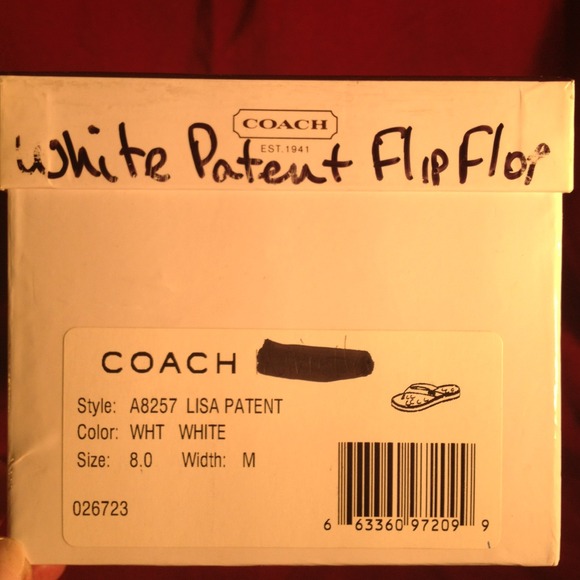 COACH
EST. 1941
White Patent Flip Flop
COACH
Style: A8257 LISA PATENT
Color: WHT WHITE
Size: 8.0 Width: M
026723
6 63360 97209 9